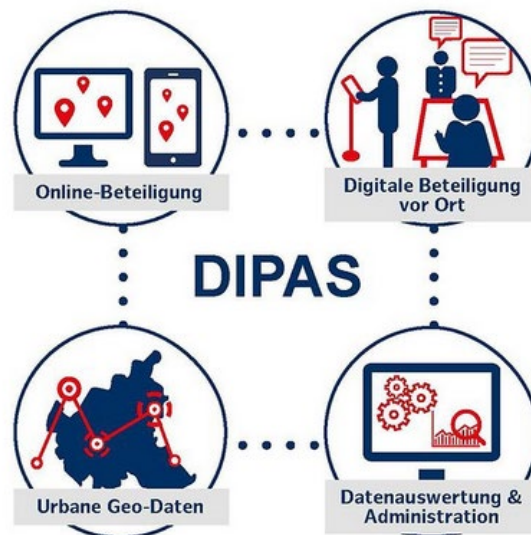 Online-Beteiligung
Digitale Beteiligung
vor Ort
DIPAS
Urbane Geo-Daten
Datenauswertung &
Administration